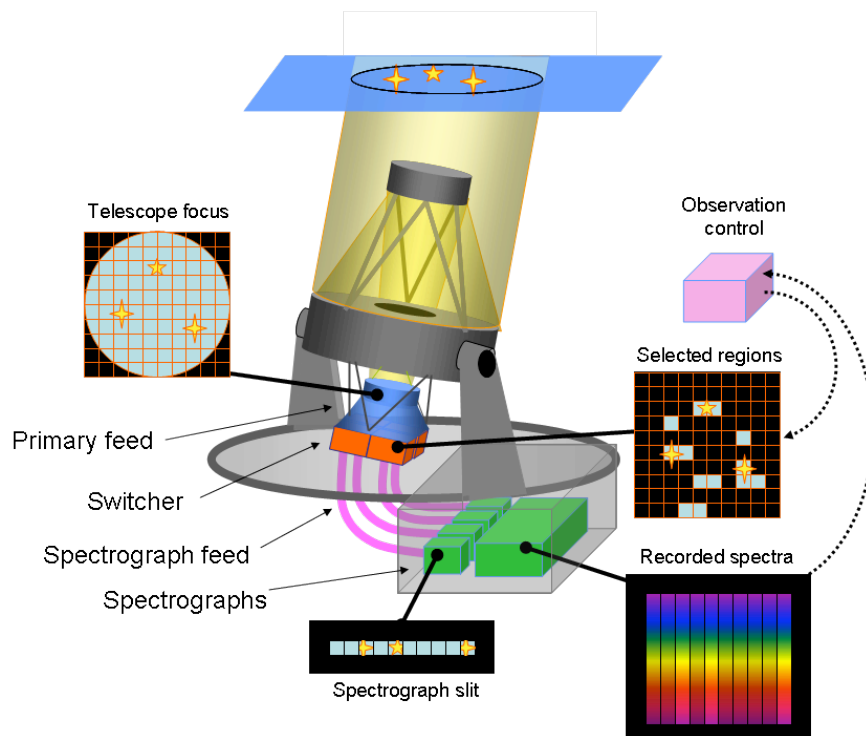 Telescope focus
Observation
control
Selected regions
Primary feed
Switcher
Spectrograph feed
Spectrographs
Recorded spectra
Spectrograph slit